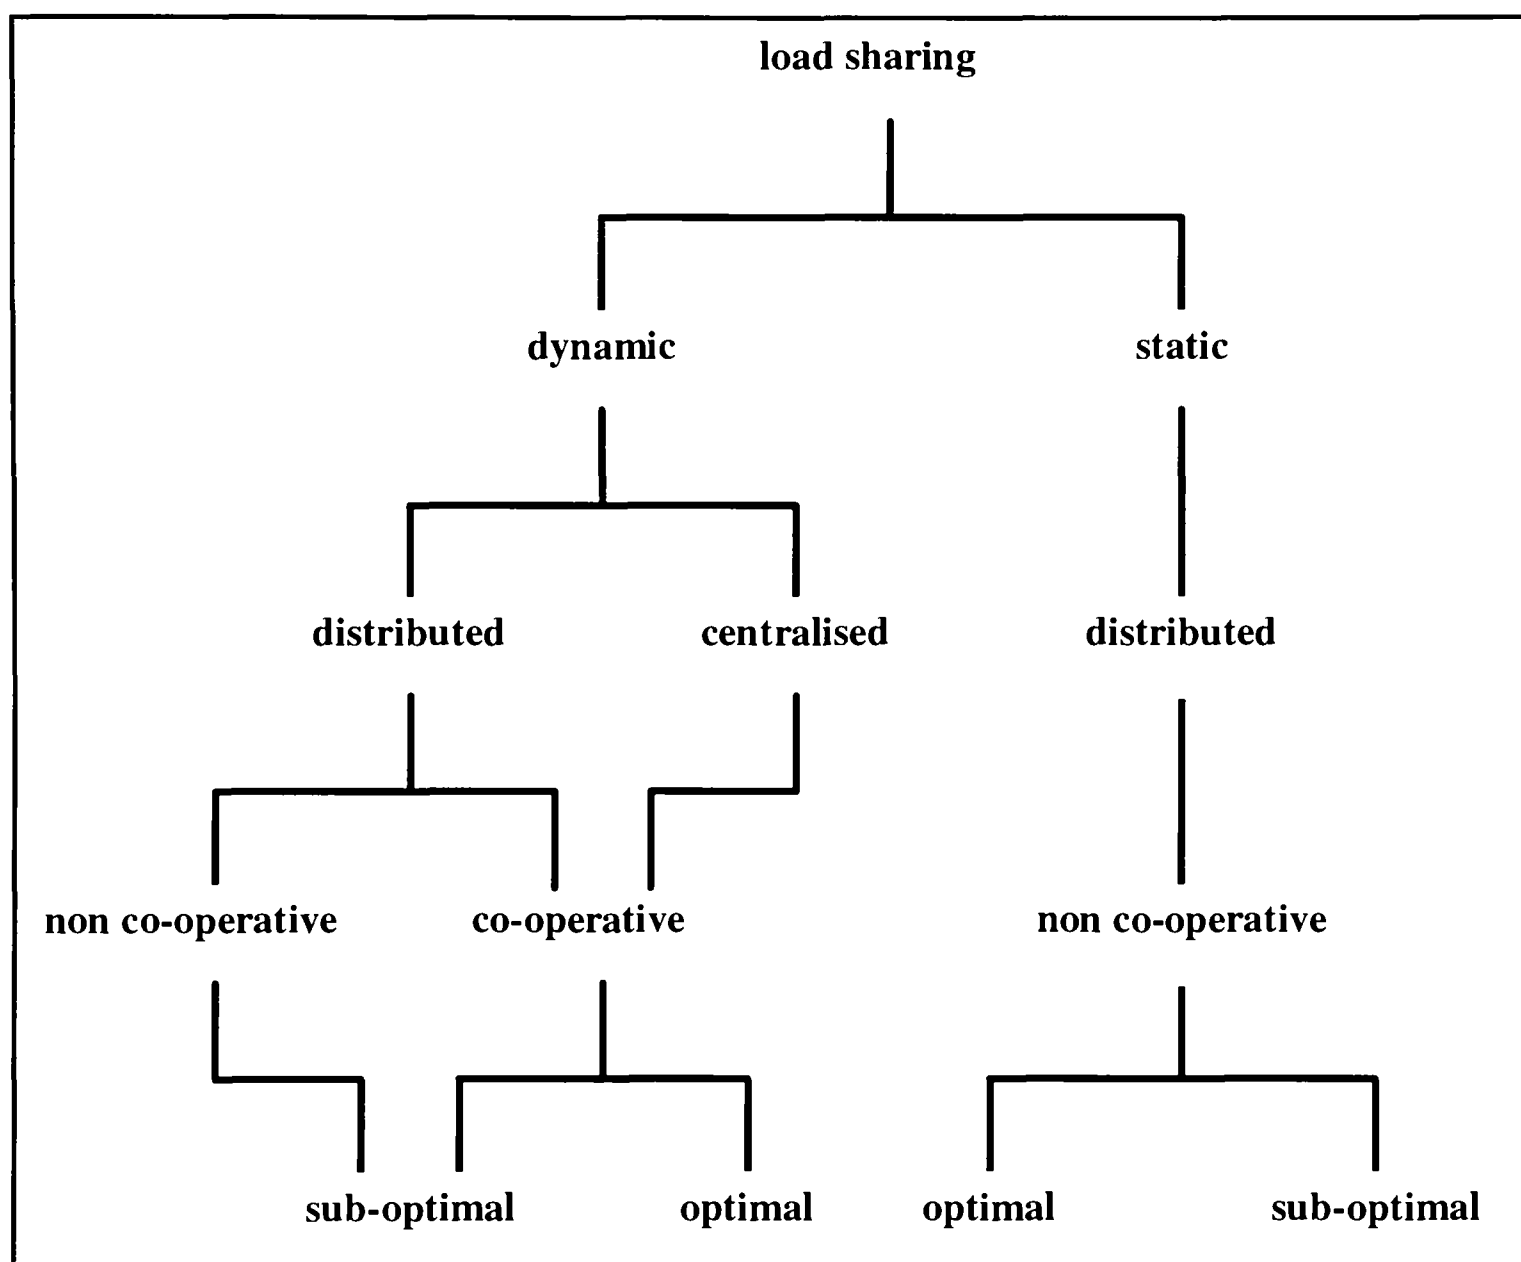 load sharing
dynamic static
distributed centralised distributed
non co-operative co-operative non co-operative
sub-optimal optimal optimal sub-optimal